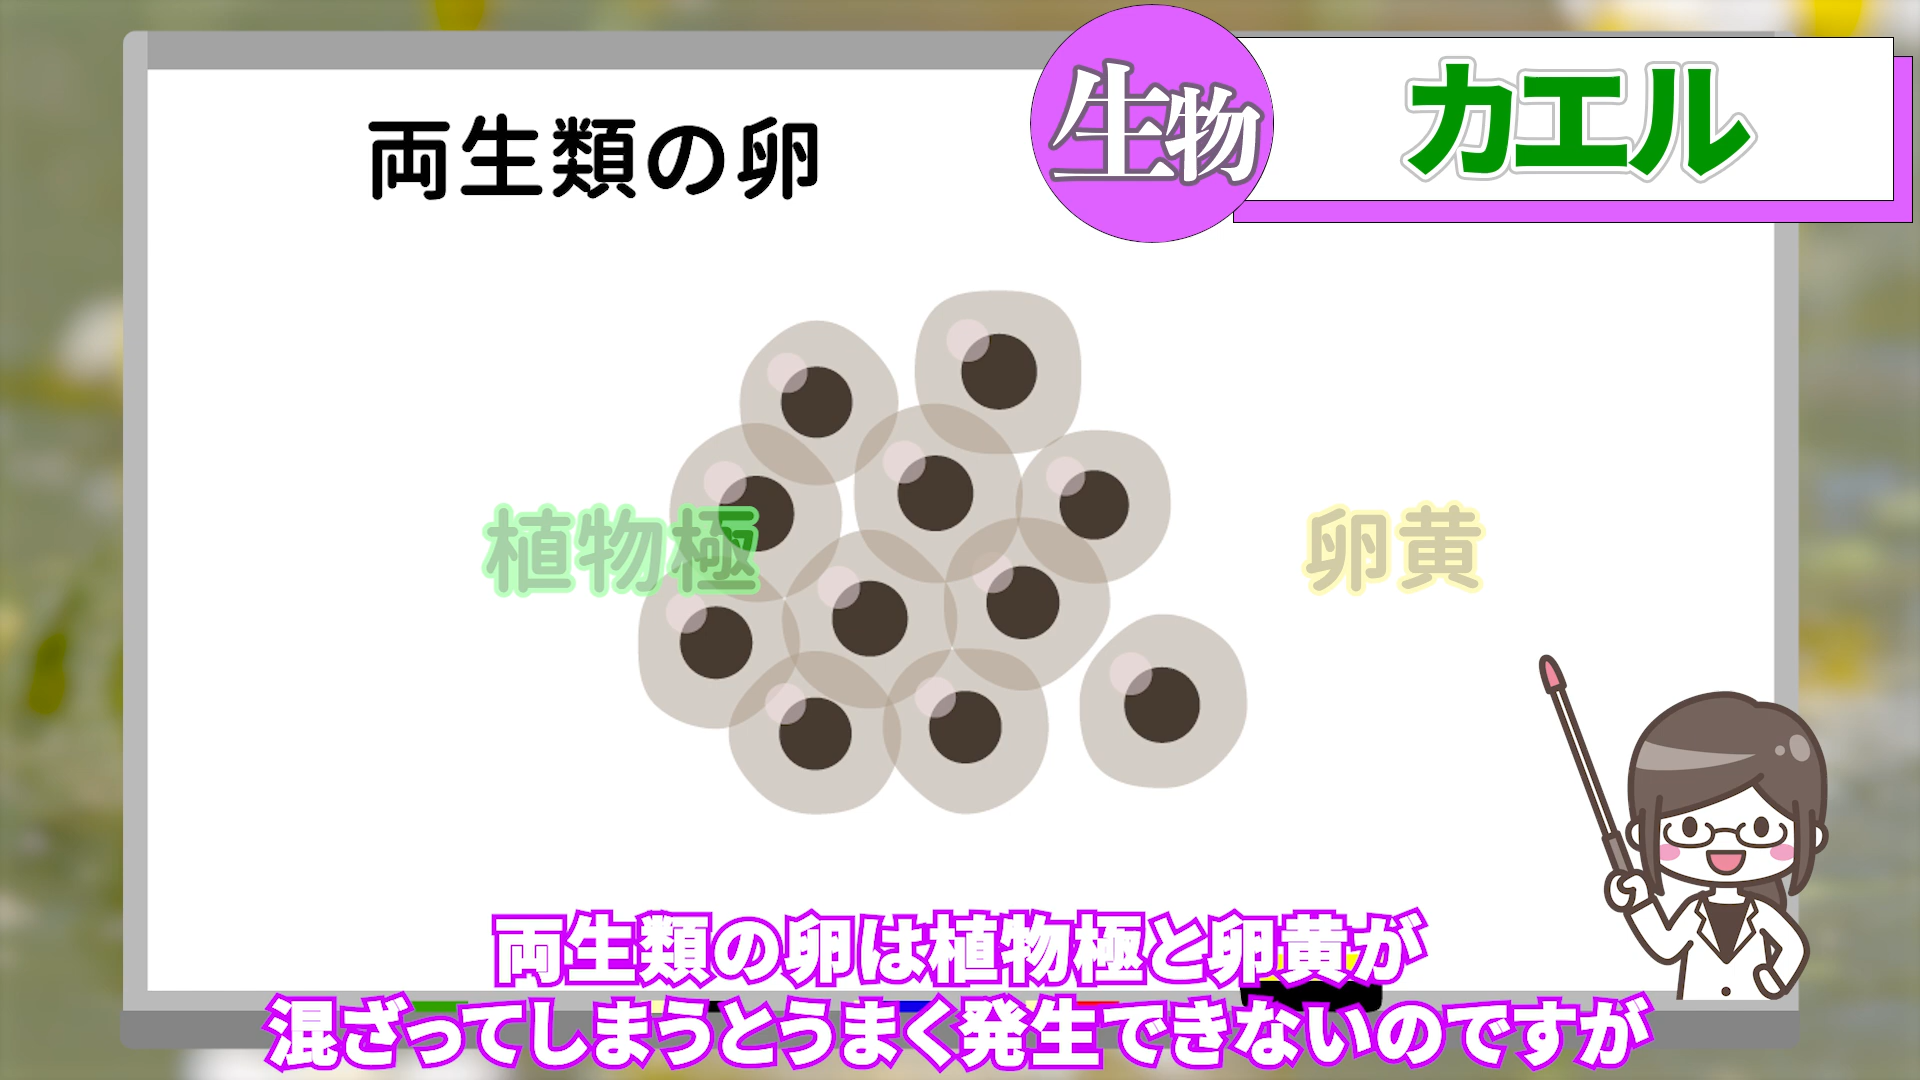 生物
カエル
両生類の卵
植物極
卵黄
両生類の卵は植物極と卵黄が
混ざってしまうとうまく発生できないのですが